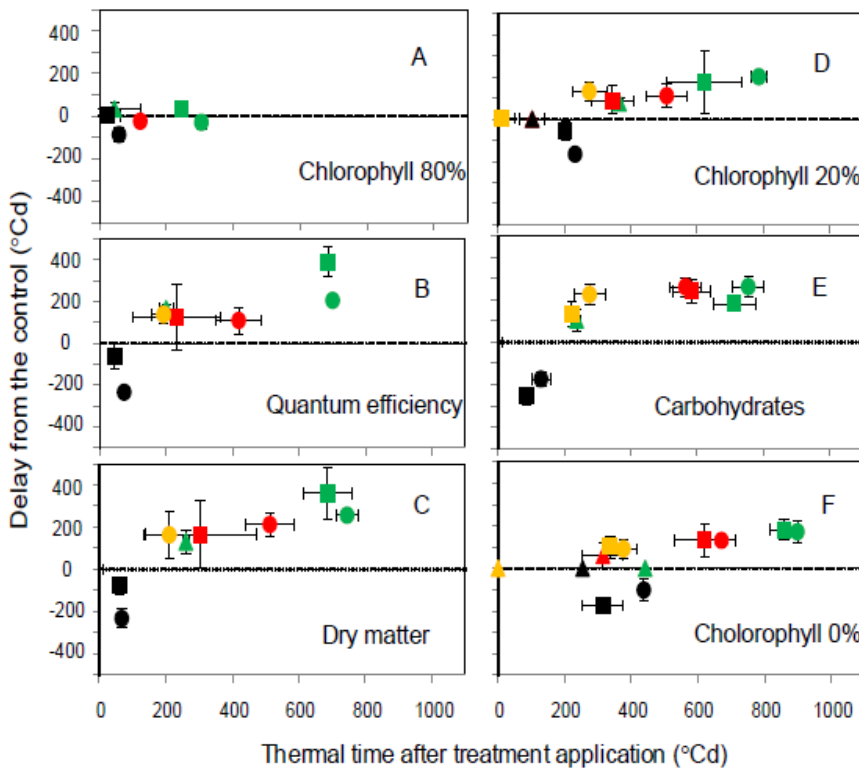 Delay from the control (°Cd)
400
200
0
-200
-400
A
Chlorophyll 80%
D
Chlorophyll 20%
400
200
0
-200
-400
B
Quantum efficiency
E
Carbohydrates
400
200
0
-200
-400
C
Dry matter
F
Cholorophyll 0%
0 200 400 600 800 1000
0 200 400 600 800 1000
Thermal time after treatment application (°Cd)